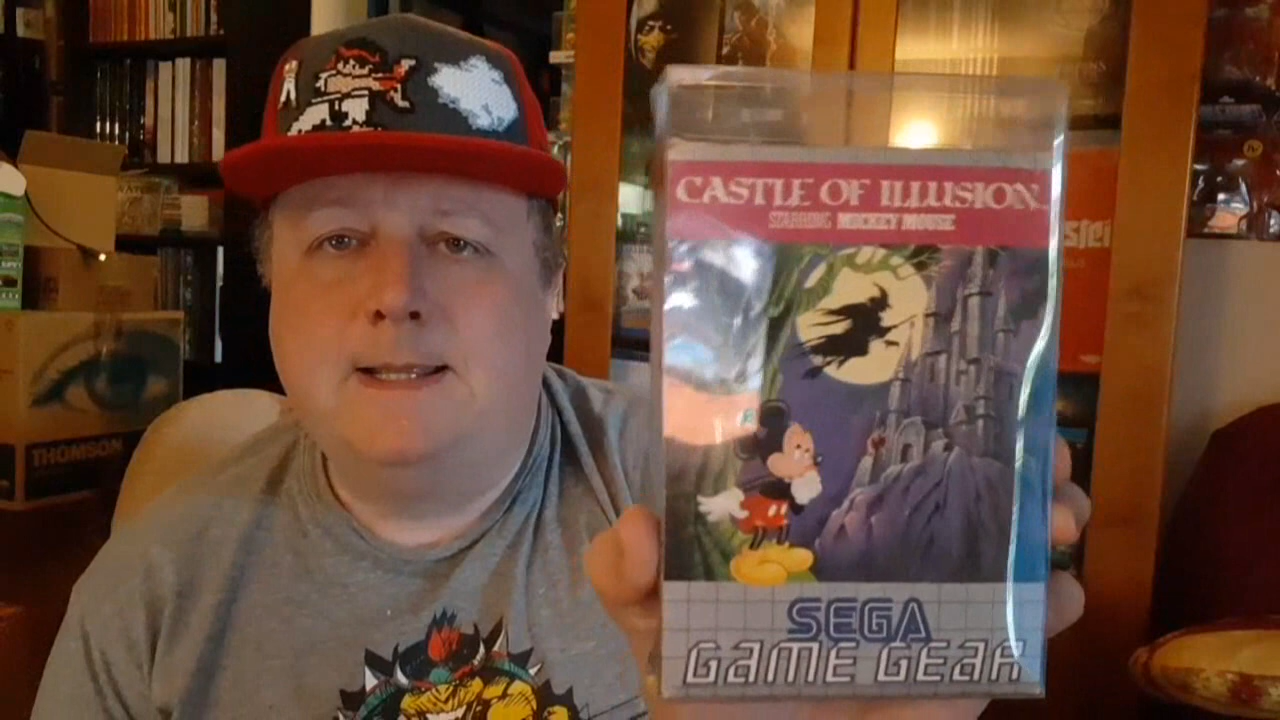 CASTLE OF ILLUSION
STARRING MICKEY MOUSE
SEGA
GAME GEAR
THOMSON